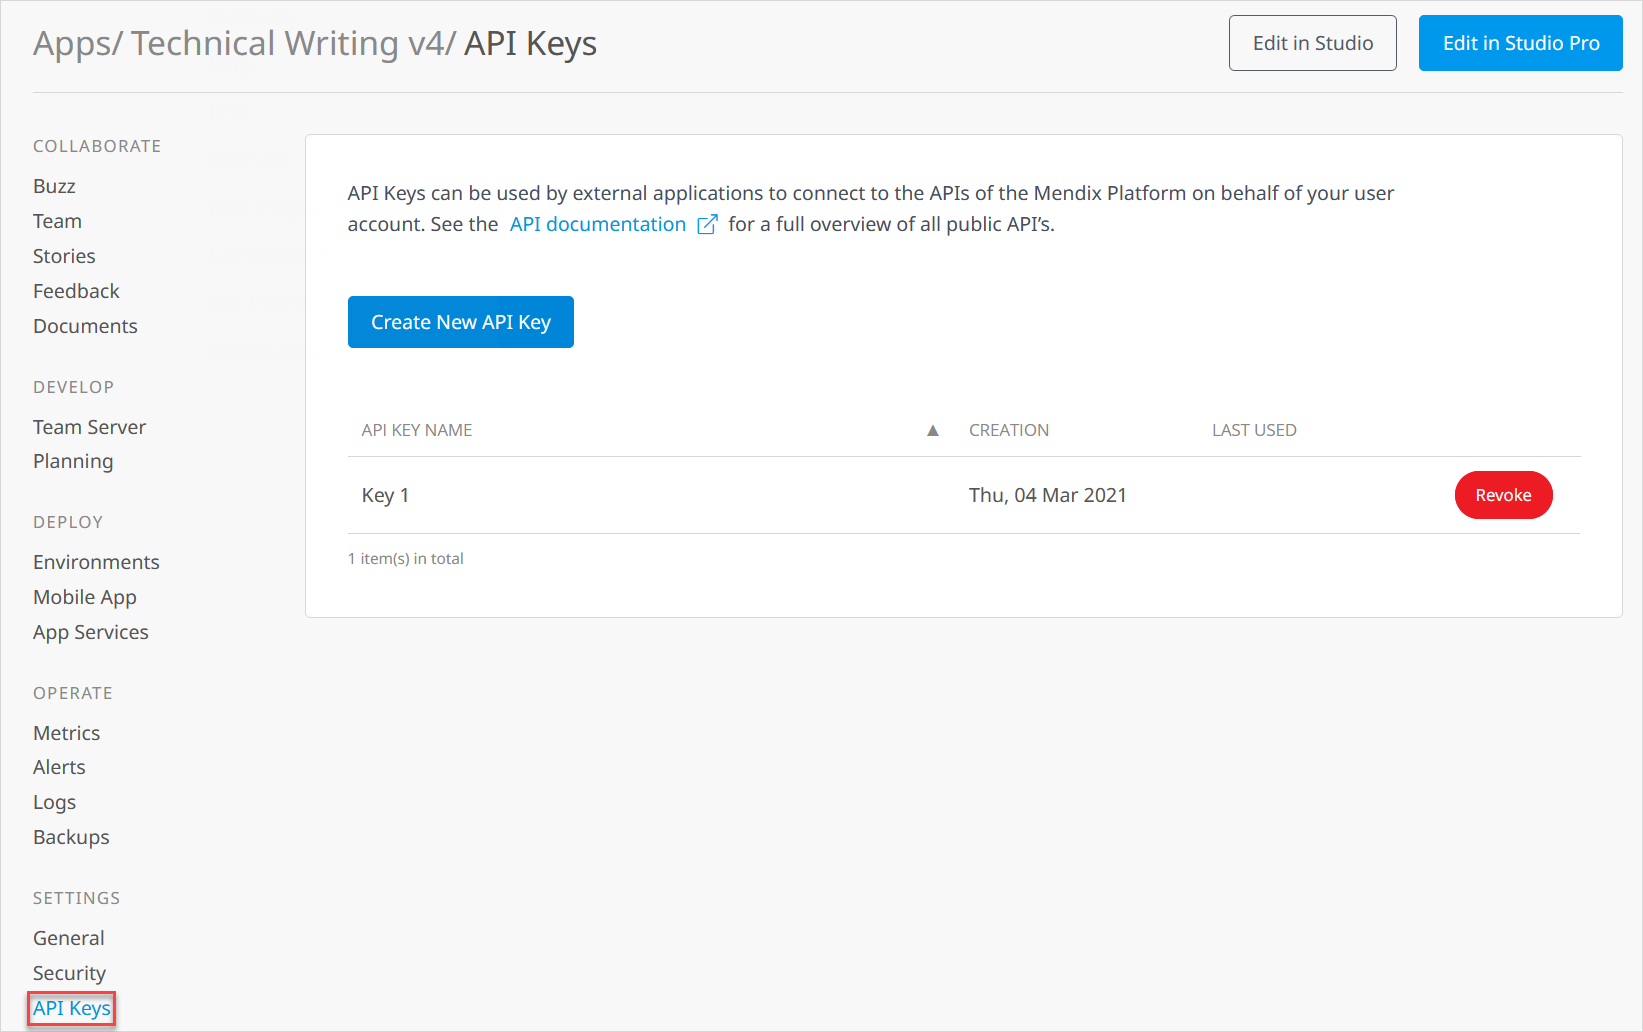 Apps/ Technical Writing v4/ API Keys
Edit in Studio
Edit in Studio Pro
COLLABORATE
Buzz
Team
Stories
Feedback
Documents
DEVELOP
Team Server
Planning
DEPLOY
Environments
Mobile App
App Services
OPERATE
Metrics
Alerts
Logs
Backups
SETTINGS
General
Security
API Keys
API Keys can be used by external applications to connect to the APIs of the Mendix Platform on behalf of your user
account. See the API documentation for a full overview of all public API’s.
Create New API Key
API KEY NAME ▲ CREATION LAST USED
Key 1 Thu, 04 Mar 2021 Revoke
1 item(s) in total